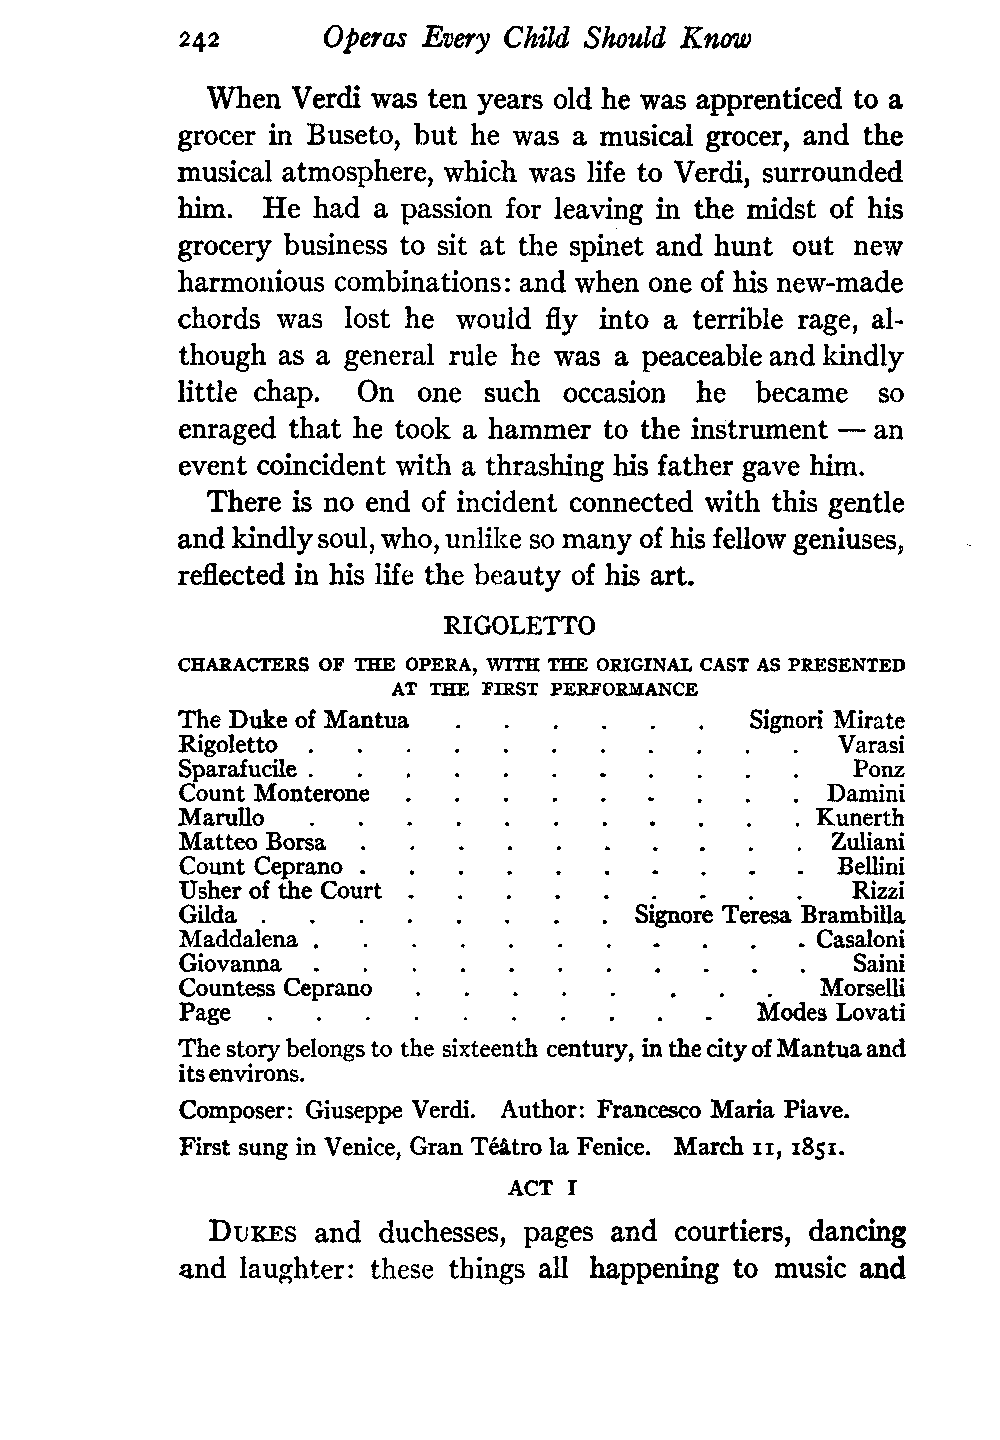 242 Operas Every Child Should Know
When Verdi was ten years old he was apprenticed to a
grocer in Buseto, but he was a musical grocer, and the
musical atmosphere, which was life to Verdi, surrounded
him. He had a passion for leaving in the midst of his
grocery business to sit at the spinet and hunt out new
harmonious combinations: and when one of his new-made
chords was lost he would fly into a terrible rage, al-
though as a general rule he was a peaceable and kindly
little chap. On one such occasion he became so
enraged that he took a hammer to the instrument — an
event coincident with a thrashing his father gave him.
There is no end of incident connected with this gentle
and kindly soul, who, unlike so many of his fellow geniuses,
reflected in his life the beauty of his art.
RIGOLETTO
CHARACTERS OF THE OPERA, WITH THE ORIGINAL CAST AS PRESENTED
AT THE FIRST PERFORMANCE
The Duke of Mantua . . . . . . Signori Mirate
Rigoletto . . . . . . . . . . . Varasi
Sparafucile . . . . . . . . . . . Ponz
Count Monterone . . . . . . . . . Damini
Marullo . . . . . . . . . . . Kunerth
Matteo Borsa . . . . . . . . . . Zuliani
Count Ceprano . . . . . . . . . . Bellini
Usher of the Court . . . . . . . . . Rizzi
Gilda . . . . . . . . Signore Teresa Brambilla
Maddalena . . . . . . . . . . . Casaloni
Giovanna . . . . . . . . . . . Saini
Countess Ceprano . . . . . . . . Morselli
Page . . . . . . . . . . Modes Lovati
The story belongs to the sixteenth century, in the city of Mantua and
its environs.
Composer: Giuseppe Verdi. Author: Francesco Maria Piave.
First sung in Venice, Gran Téâtro la Fenice. March 11, 1851.
ACT I
DUKES and duchesses, pages and courtiers, dancing
and laughter: these things all happening to music and